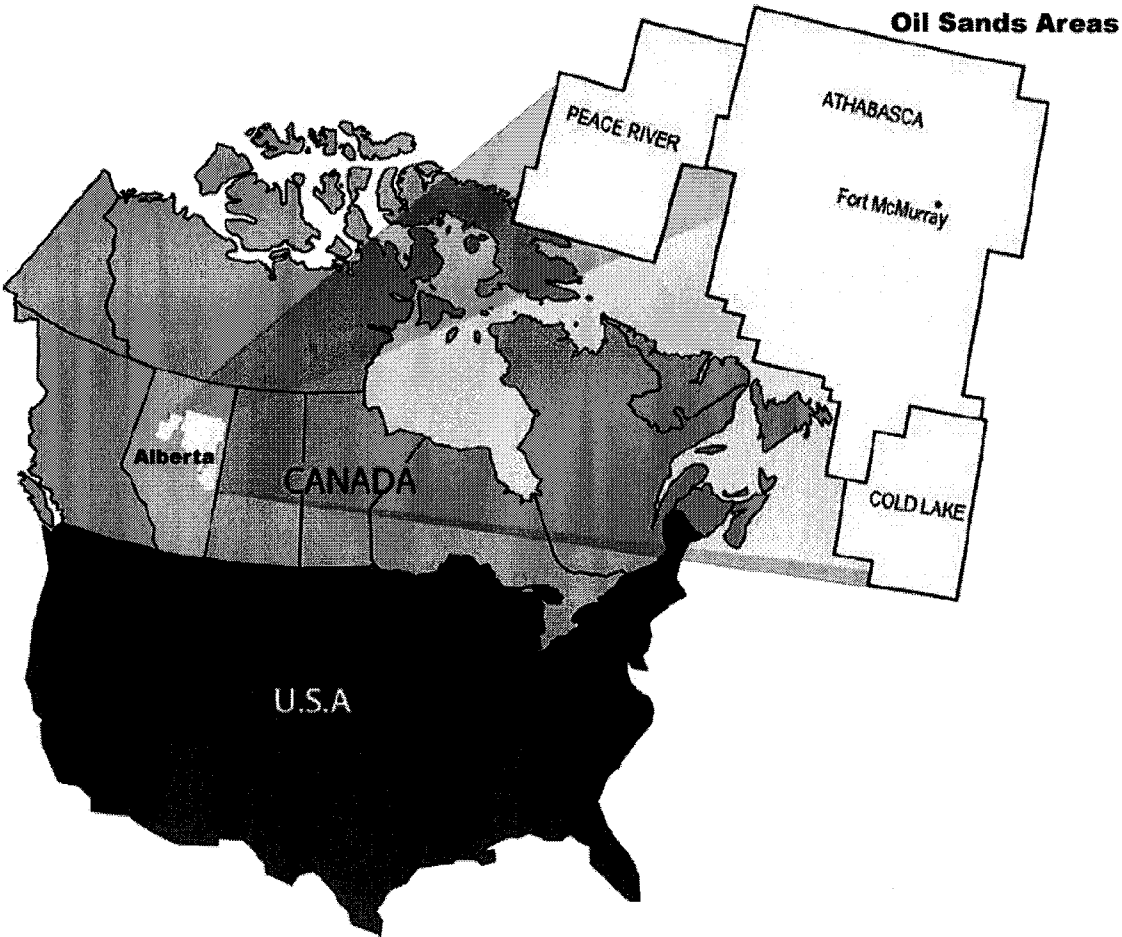 Oil Sands Areas
ATHABASCA
PEACE RIVER
Fort McMurray
Alberta
CANADA
COLD LAKE
U.S.A